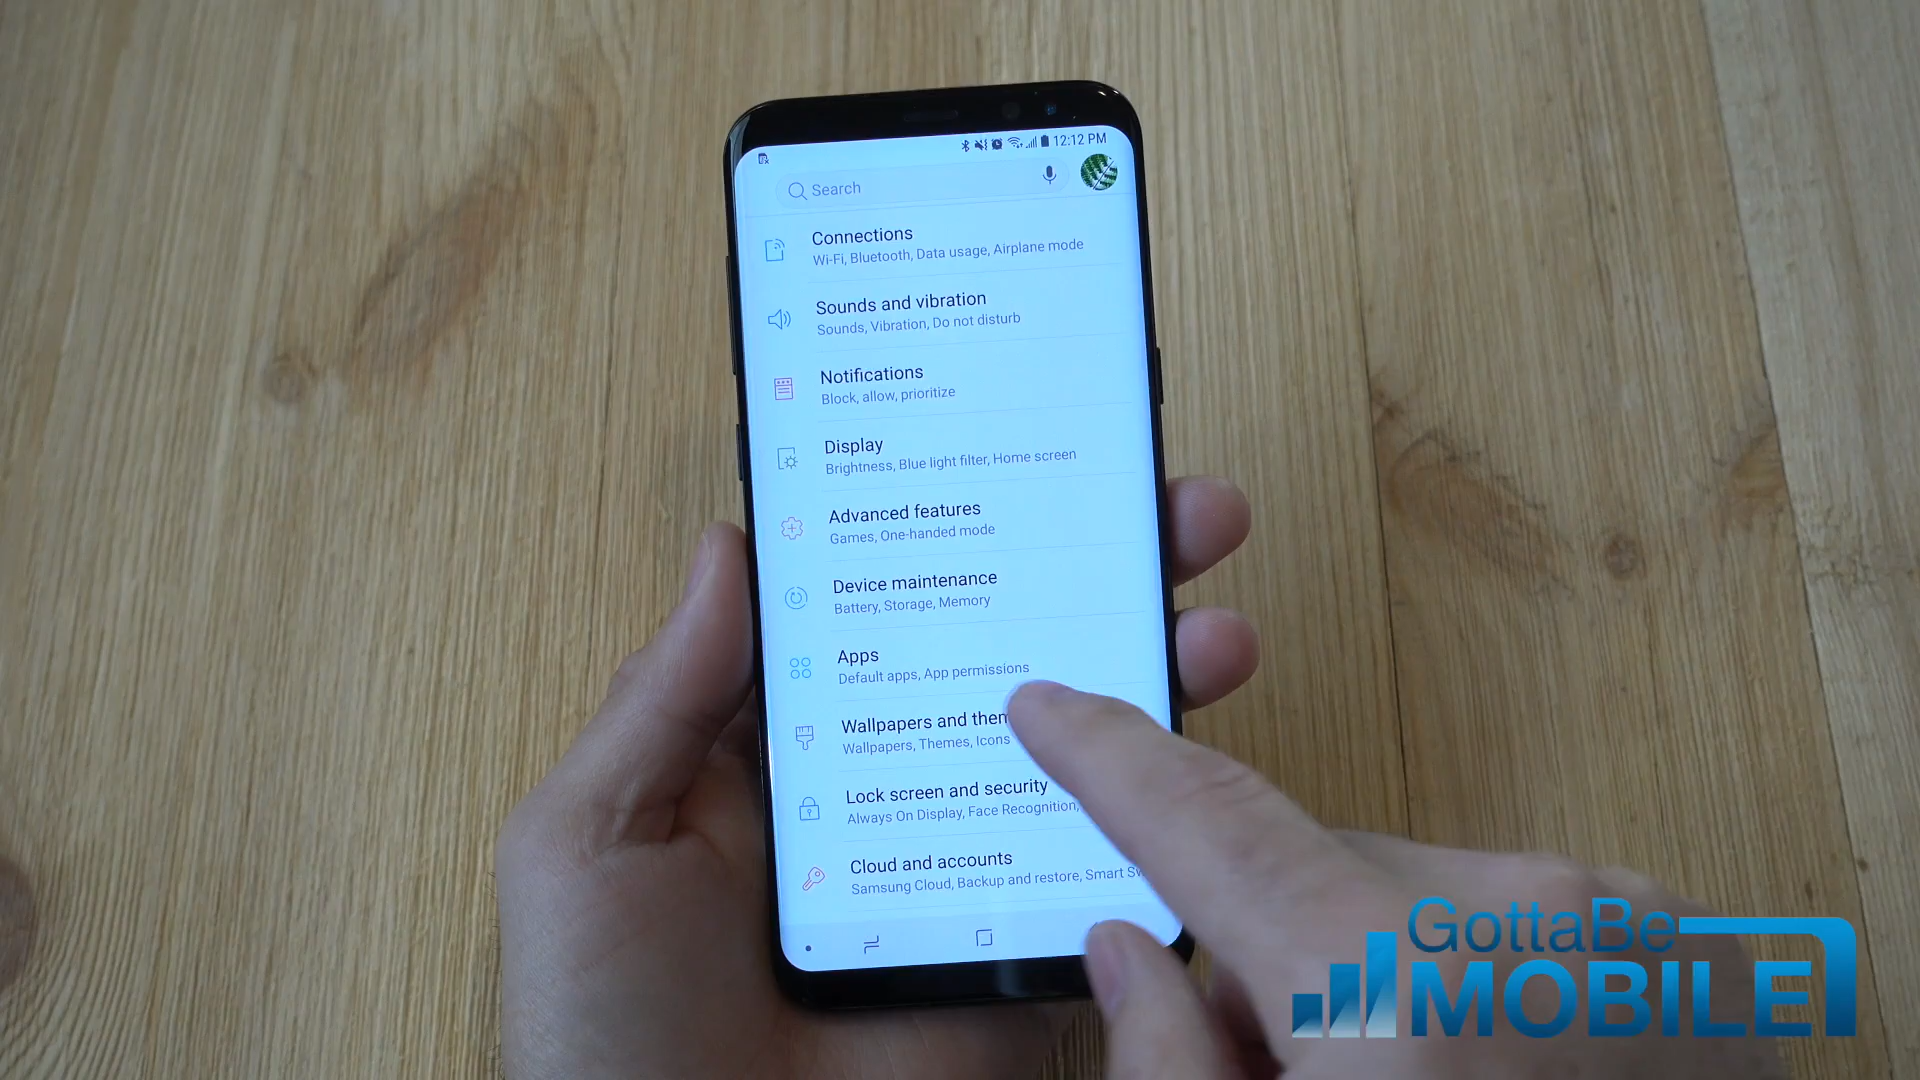 12:12 PM
Search
Connections
Wi-Fi, Bluetooth, Data usage, Airplane mode
Sounds and vibration
Sounds, Vibration, Do not disturb
Notifications
Block, allow, prioritize
Display
Brightness, Blue light filter, Home screen
Advanced features
Games, One-handed mode
Device maintenance
Battery, Storage, Memory
Apps
Default apps, App permissions
Wallpapers and them
Wallpapers, Themes, Icons
Lock screen and security
Always On Display, Face Recognition,
Cloud and accounts
Samsung Cloud, Backup and restore, Smart Sw
GottaBe
MOBILE